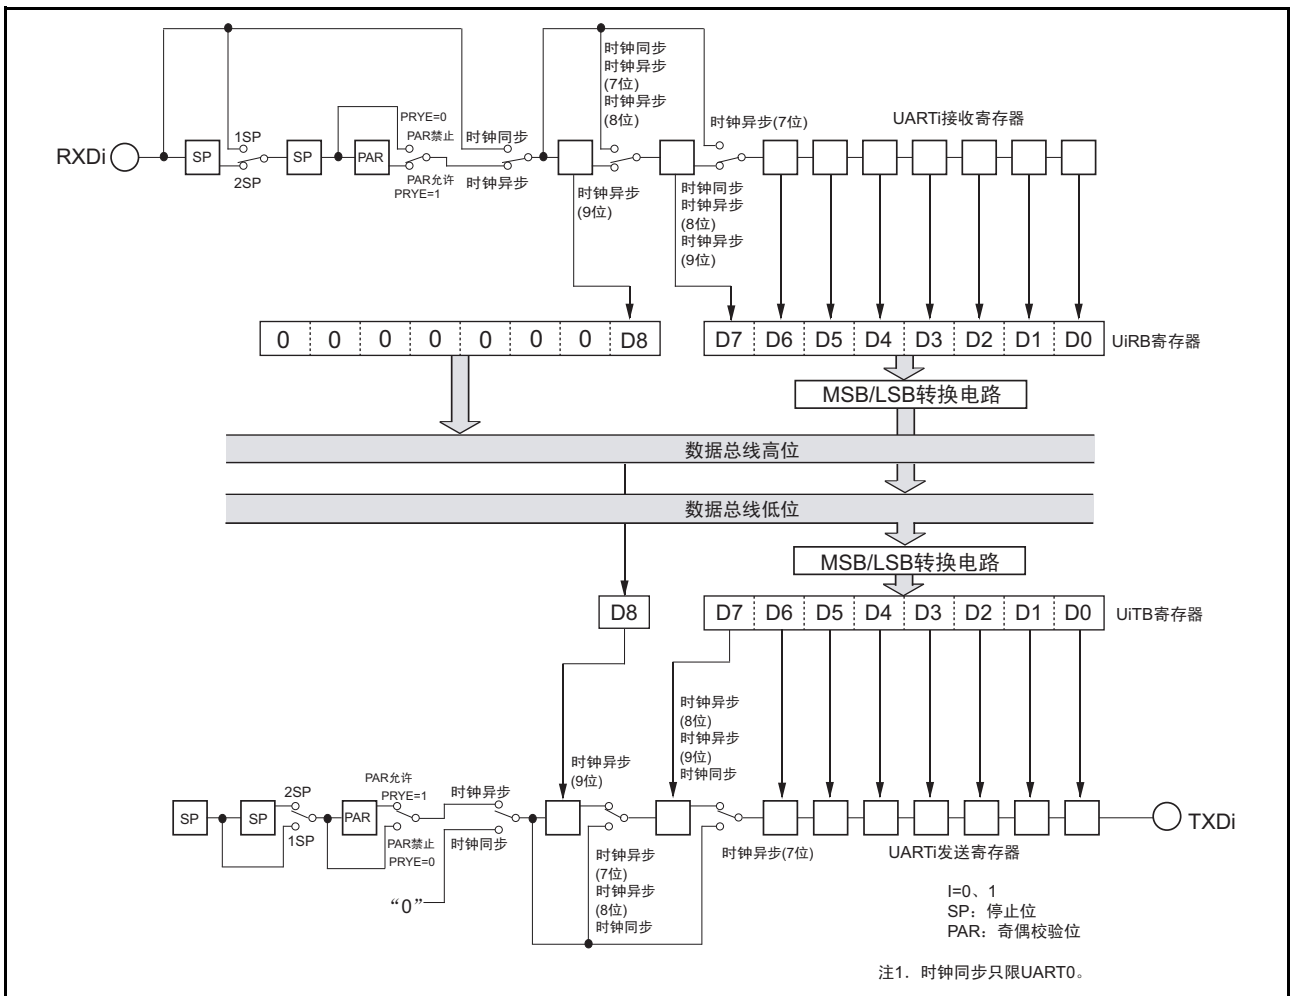 时钟同步
时钟异步
(7位)
时钟异步
(8位)
PRYE=0
PAR禁止
时钟同步
时钟异步(7位)
UARTi接收寄存器
1SP
RXDi
SP
SP
PAR
2SP
PAR允许
PRYE=1
时钟异步
时钟异步
(9位)
时钟同步
时钟异步
(8位)
时钟异步
(9位)
0 0 0 0 0 0 0 D8
D7 D6 D5 D4 D3 D2 D1 D0 UiRB寄存器
MSB/LSB转换电路
数据总线高位
数据总线低位
MSB/LSB转换电路
D8
D7 D6 D5 D4 D3 D2 D1 D0 UiTB寄存器
时钟异步
(8位)
时钟异步
(9位)
时钟同步
时钟异步
(9位)
PAR允许
PRYE=1
时钟异步
2SP
SP
SP
PAR
TXDi
1SP
PAR禁止
PRYE=0
时钟同步
时钟异步
(7位)
时钟异步
(8位)
时钟同步
时钟异步(7位)
UARTi发送寄存器
“0”
I=0、1
SP：停止位
PAR：奇偶校验位
注1．时钟同步只限UART0。